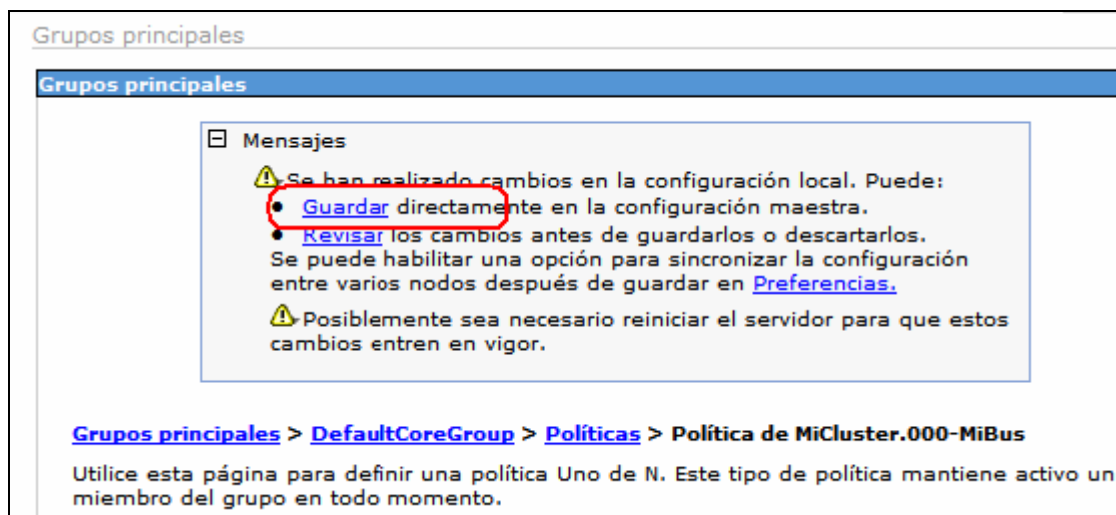 Grupos principales
Grupos principales
Mensajes
Se han realizado cambios en la configuración local. Puede:
Guardar directamente en la configuración maestra.
Revisar los cambios antes de guardarlos o descartarlos.
Se puede habilitar una opción para sincronizar la configuración
entre varios nodos después de guardar en Preferencias.
Posiblemente sea necesario reiniciar el servidor para que estos
cambios entren en vigor.
Grupos principales > DefaultCoreGroup > Políticas > Política de MiCluster.000-MiBus
Utilice esta página para definir una política Uno de N. Este tipo de política mantiene activo un
miembro del grupo en todo momento.